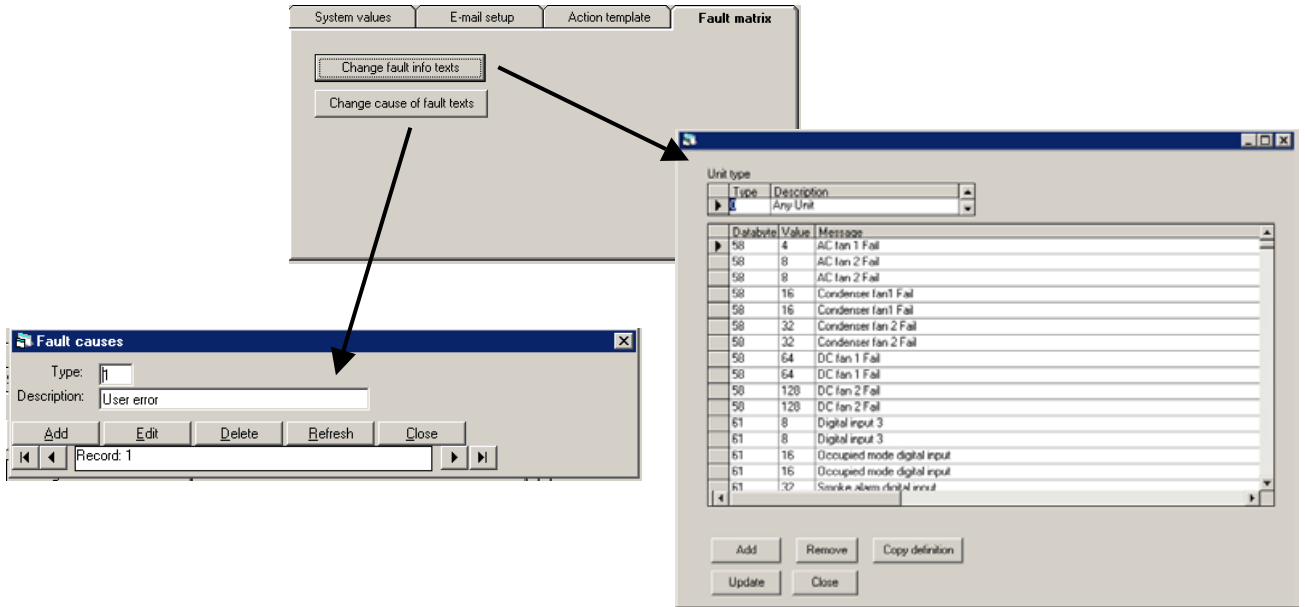 System values E-mail setup Action template Fault matrix
Change fault info texts
Change cause of fault texts
Unit type
Type Description
0 Any Unit
Databyte Value Message
58 4 AC fan 1 Fail
58 8 AC fan 2 Fail
58 8 AC fan 2 Fail
58 16 Condenser fan1 Fail
58 16 Condenser fan1 Fail
58 32 Condenser fan 2 Fail
58 32 Condenser fan 2 Fail
58 64 DC fan 1 Fail
58 64 DC fan 1 Fail
58 128 DC fan 2 Fail
58 128 DC fan 2 Fail
61 8 Digital input 3
61 8 Digital input 3
61 16 Occupied mode digital input
61 16 Occupied mode digital input
61 32 Smoke alarm digital input
Add Remove Copy definition
Update Close
Fault causes
Type: 1
Description: User error
Add Edit Delete Refresh Close
Record: 1